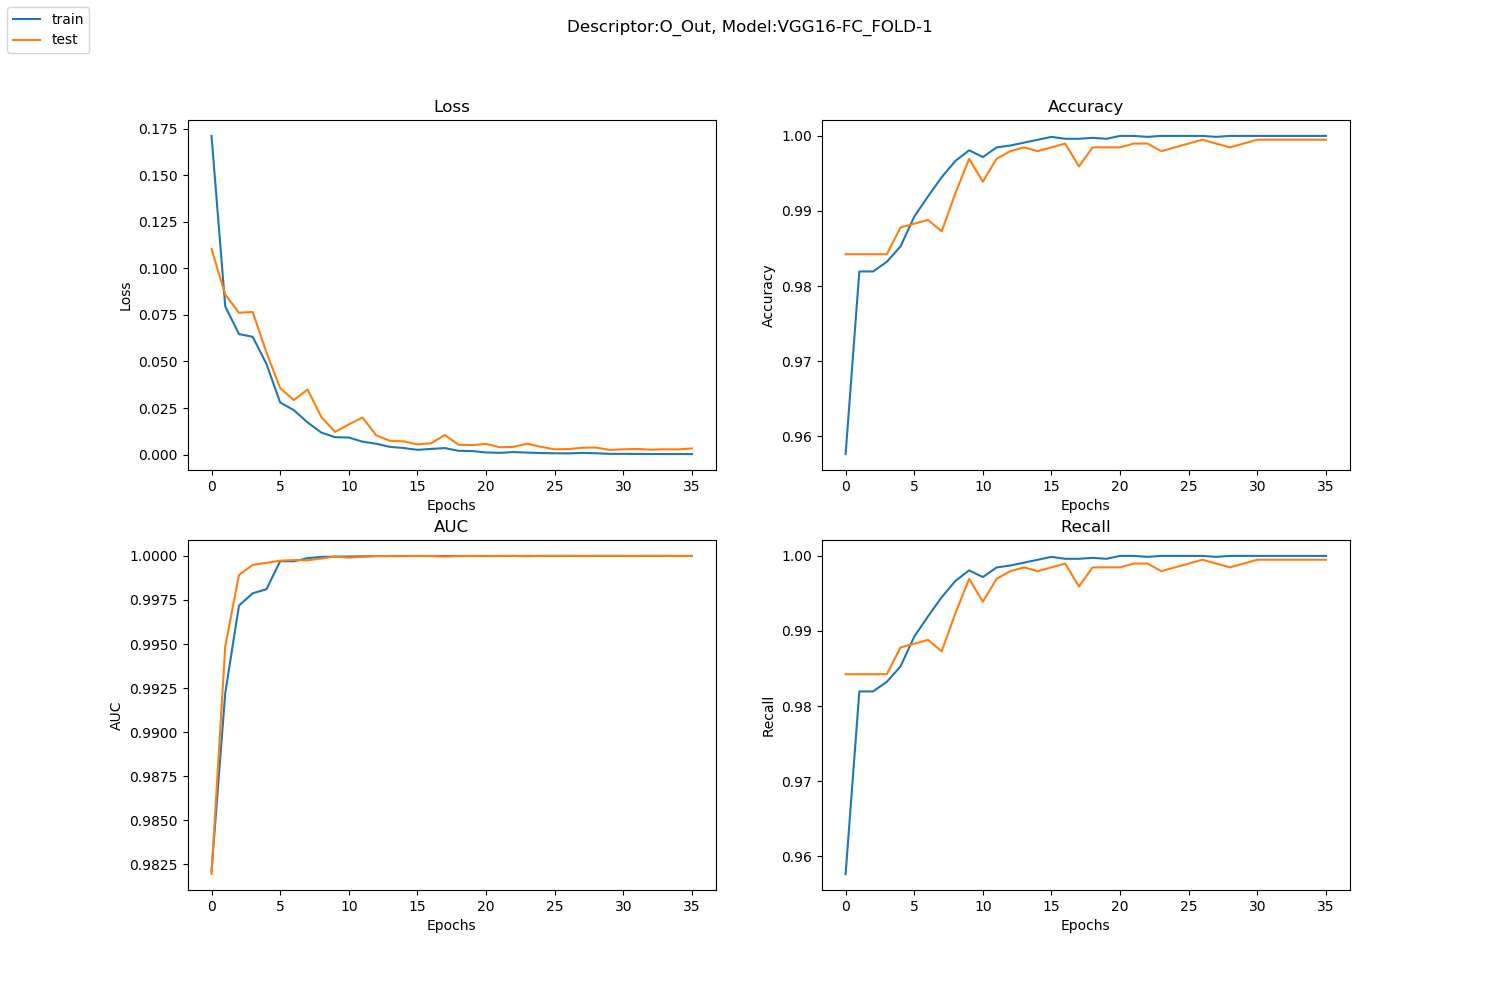 train
test
Descriptor:O_Out, Model:VGG16-FC_FOLD-1
Loss
0.175
0.150
0.125
0.100
0.075
0.050
0.025
0.000
Loss
0 5 10 15 20 25 30 35
Epochs
Accuracy
1.00
0.99
0.98
0.97
0.96
Accuracy
0 5 10 15 20 25 30 35
Epochs
AUC
1.0000
0.9975
0.9950
0.9925
0.9900
0.9875
0.9850
0.9825
AUC
0 5 10 15 20 25 30 35
Epochs
Recall
1.00
0.99
0.98
0.97
0.96
Recall
0 5 10 15 20 25 30 35
Epochs